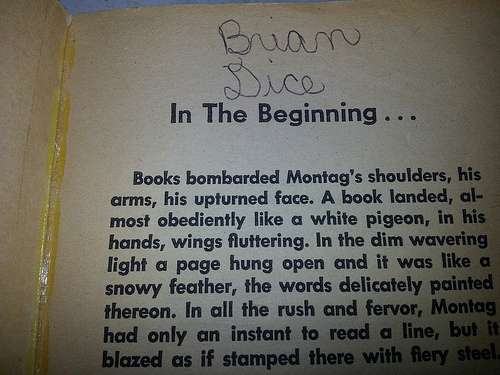 Brian
Dice
In The Beginning . . .
Books bombarded Montag's shoulders, his
arms, his upturned face. A book landed, al-
most obediently like a white pigeon, in his
hands, wings fluttering. In the dim wavering
light a page hung open and it was like a
snowy feather, the words delicately painted
thereon. In all the rush and fervor, Montag
had only an instant to read a line, but it
blazed as if stamped there with fiery steel.